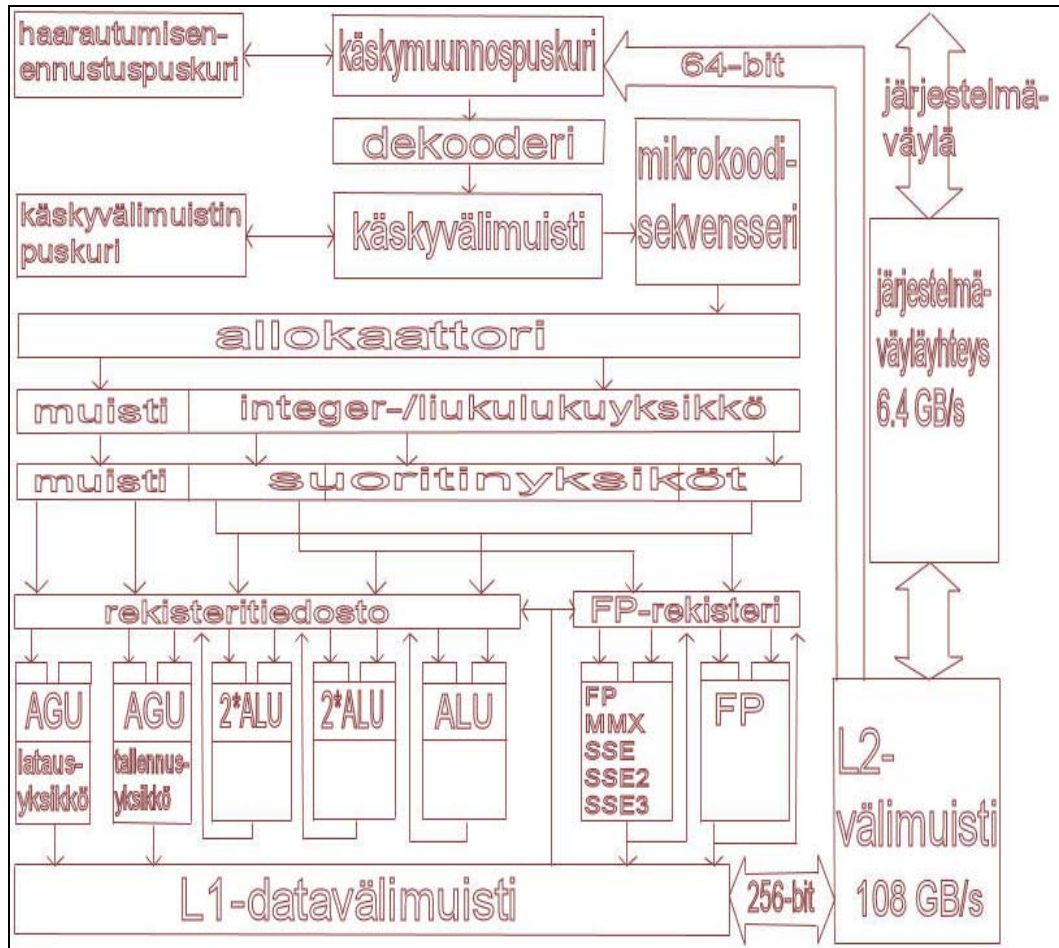 haarautumisen-
ennustuspuskuri
käskymuunnospuskuri
64-bit
järjestelmä-
väylä
dekooderi
mikrokoodi-
sekvensseri
käskyvälimuistin
puskuri
käskyvälimuisti
järjestelmä-
väyläyhteys
6.4 GB/s
allokaattori
muisti
integer-/liukulukuyksikkö
muisti
suoritinyksiköt
rekisteritiedosto
FP-rekisteri
AGU
lataus-
yksikkö
AGU
tallennus-
yksikkö
2*ALU
2*ALU
ALU
FP
MMX
SSE
SSE2
SSE3
FP
L2-
välimuisti
108 GB/s
L1-datavälimuisti
256-bit